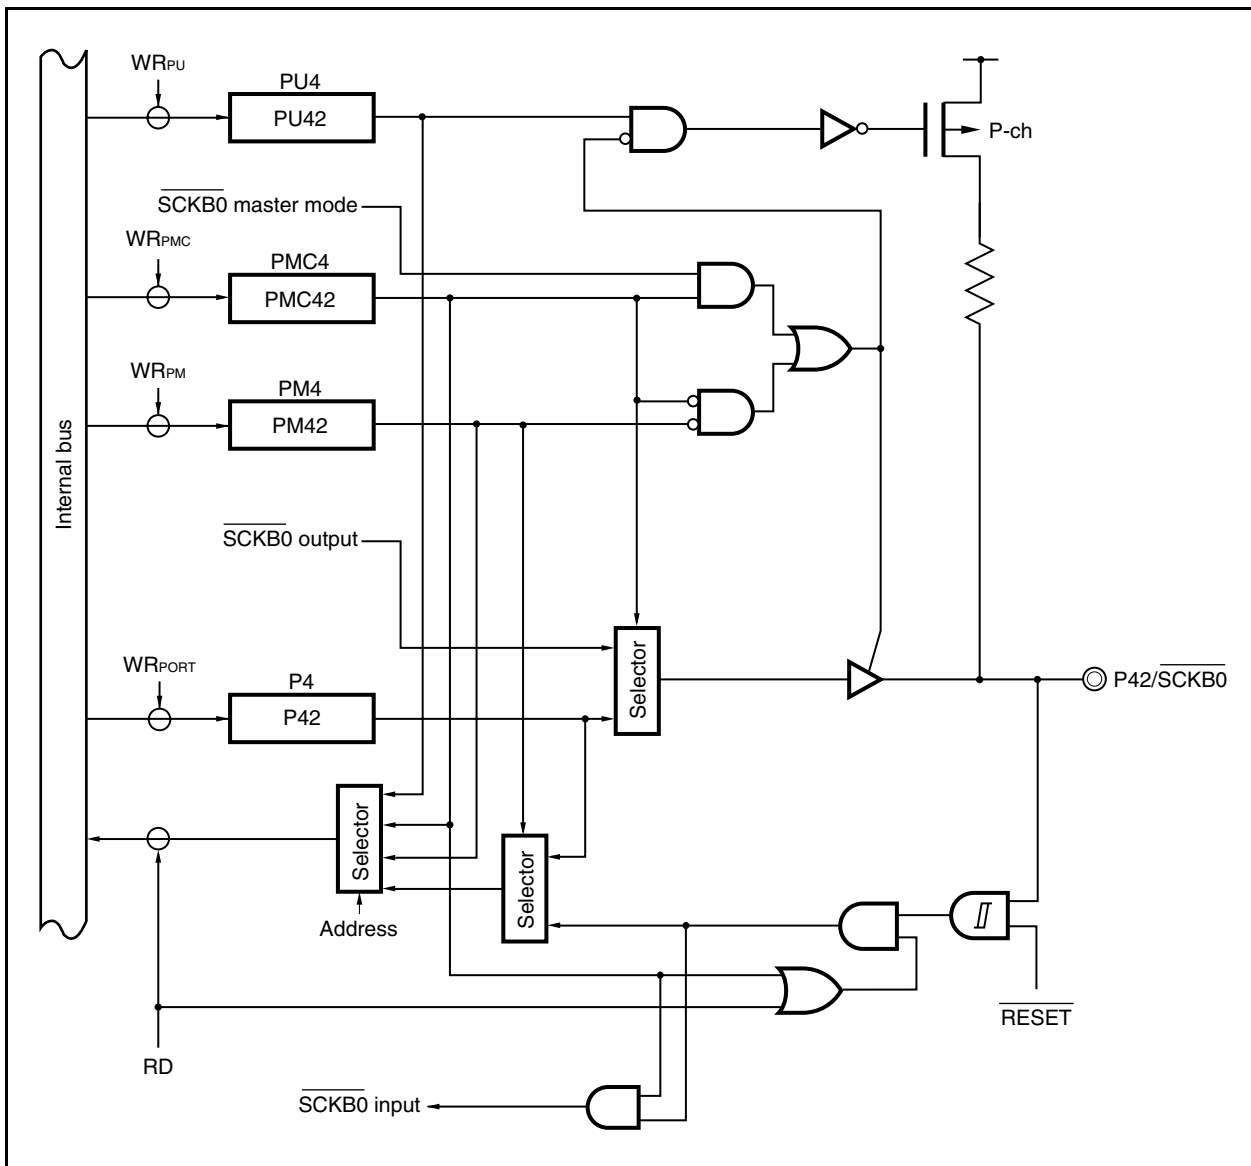 WRPU
PU4
PU42
P-ch
SCKB0 master mode
WRPMC
PMC4
PMC42
WRPM
PM4
PM42
Internal bus
SCKB0 output
Selector
WRPORT
P4
P42
P42/SCKB0
Selector
Selector
Address
RESET
RD
SCKB0 input